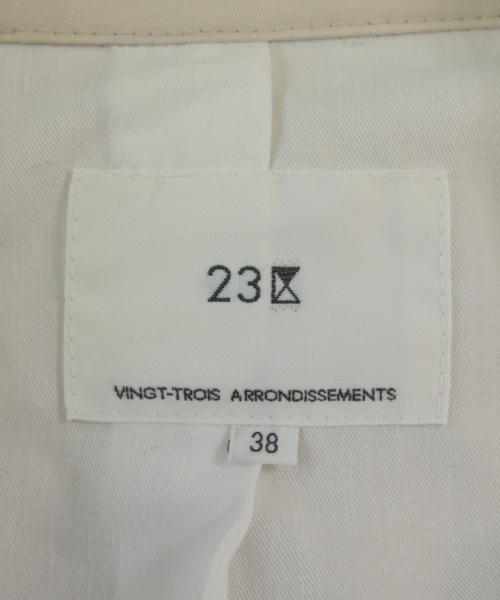 23区
VINGT-TROIS ARRONDISSEMENTS
38